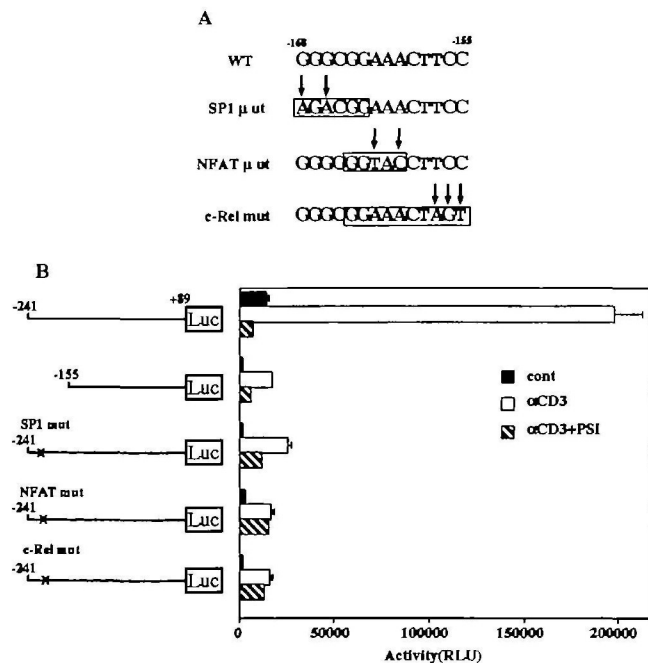 A
-168 -155
WT GGGCGGAAACTTCC
SP1 μ ut AGACGGAAACTTCC
NFAT μ ut GGGCGGTACCTTCC
c-Rel mut GGGCGGAAACTAGT
B
-241 +89 Luc
-155 Luc
SP1 mut
-241 Luc
NFAT mut
-241 Luc
c-Rel mut
-241 Luc
cont
αCD3
αCD3+PSI
0 50000 100000 150000 200000
Activity(RLU)